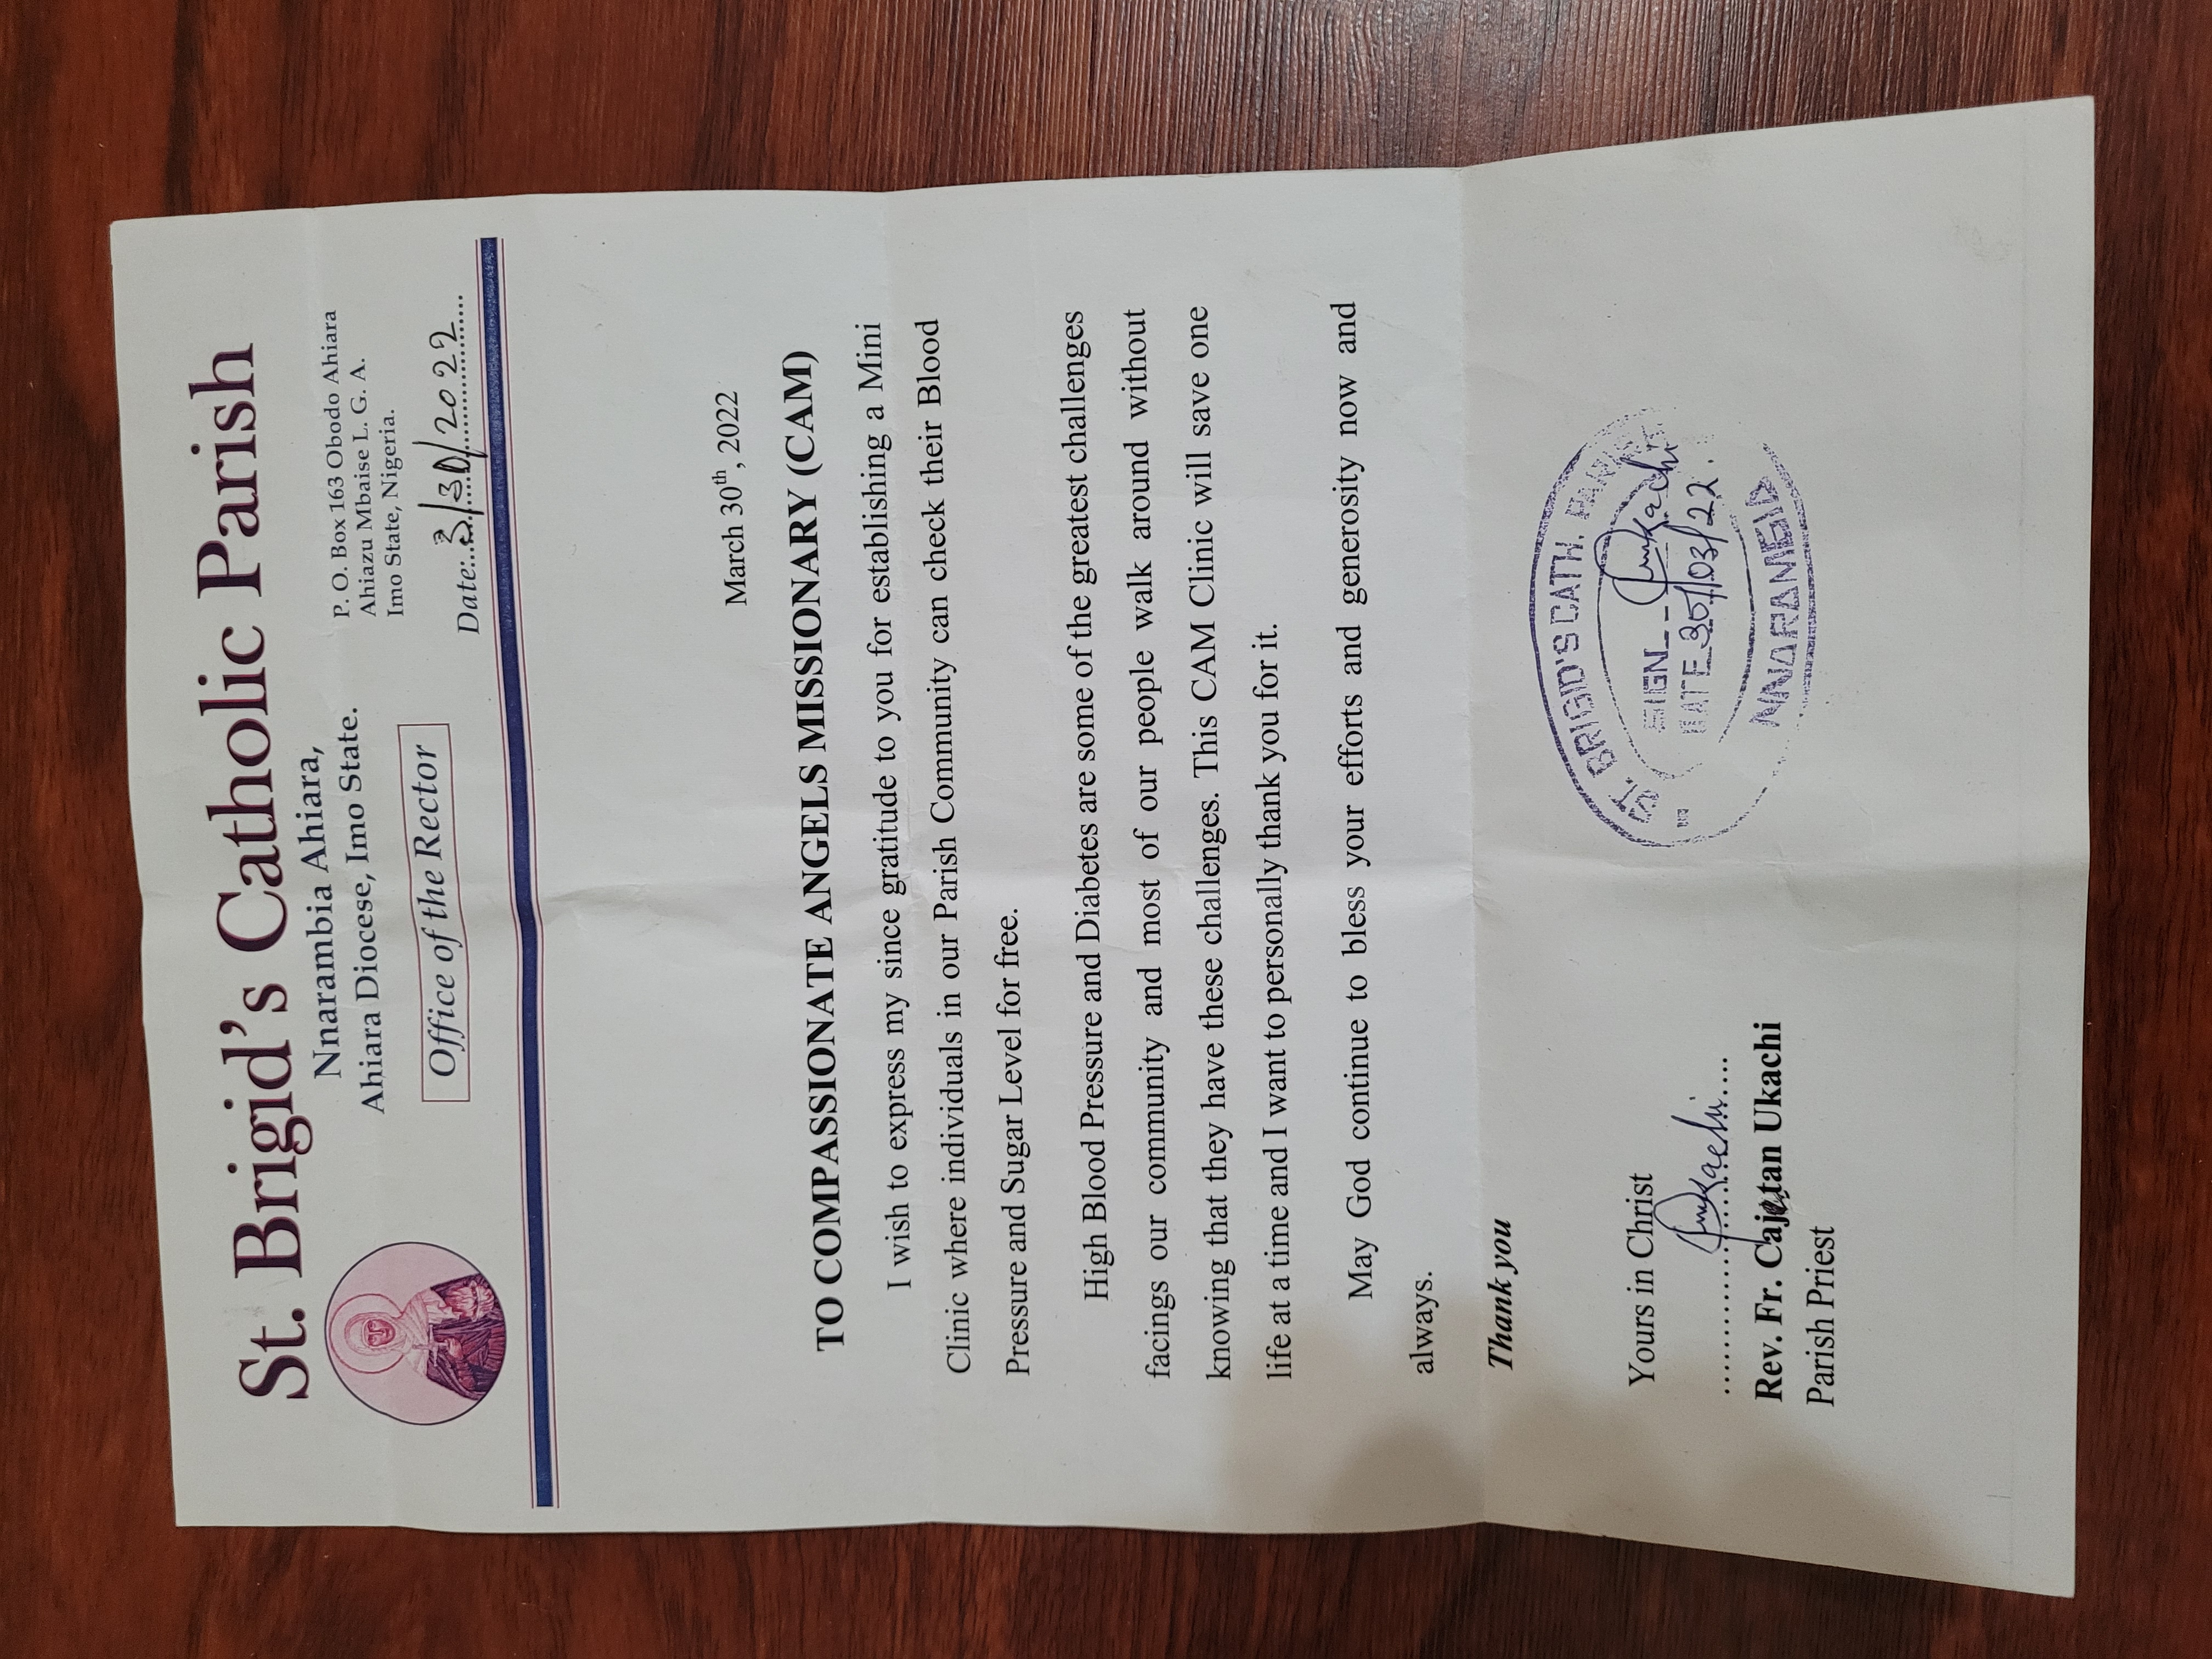 St. Brigid's Catholic Parish
Nnarambia Ahiara,
Ahiara Diocese, Imo State.
Office of the Rector
P. O. Box 163 Obodo Ahiara
Ahiazu Mbaise L. G. A.
Imo State, Nigeria.
Date:..3/30/2022....
March 30th, 2022
TO COMPASSIONATE ANGELS MISSIONARY (CAM)
I wish to express my since gratitude to you for establishing a Mini
Clinic where individuals in our Parish Community can check their Blood
Pressure and Sugar Level for free.
High Blood Pressure and Diabetes are some of the greatest challenges
facings our community and most of our people walk around without
knowing that they have these challenges. This CAM Clinic will save one
life at a time and I want to personally thank you for it.
May God continue to bless your efforts and generosity now and
always.
Thank you
Yours in Christ
Ukachi
Rev. Fr. Cajetan Ukachi
Parish Priest
ST. BRIGID'S CATH. PARISH
SIGN Ukachi
DATE 30/03/22.
NNARAMBIA